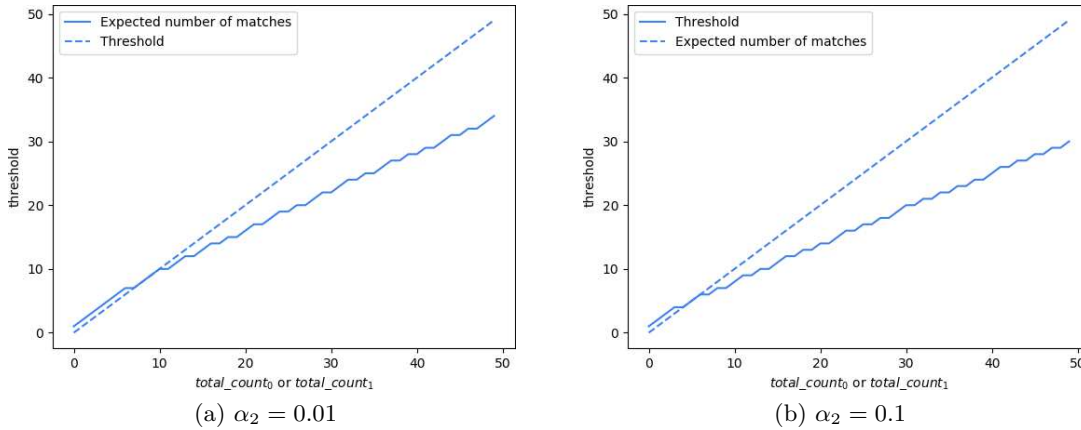 Expected number of matches
Threshold
50
40
30
20
10
0
threshold
0 10 20 30 40 50
total_count₀ or total_count₁
(a) α₂ = 0.01
Threshold
Expected number of matches
50
40
30
20
10
0
threshold
0 10 20 30 40 50
total_count₀ or total_count₁
(b) α₂ = 0.1